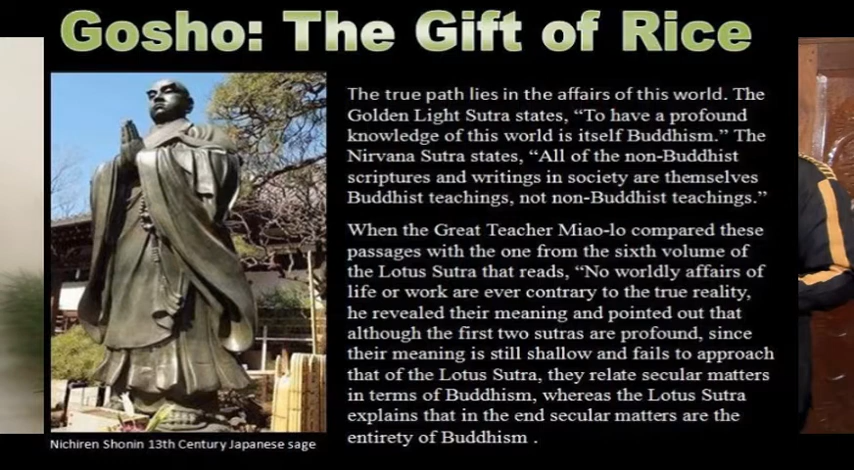 Gosho: The Gift of Rice
The true path lies in the affairs of this world. The
Golden Light Sutra states, “To have a profound
knowledge of this world is itself Buddhism.” The
Nirvana Sutra states, “All of the non-Buddhist
scriptures and writings in society are themselves
Buddhist teachings, not non-Buddhist teachings.”
When the Great Teacher Miao-lo compared these
passages with the one from the sixth volume of
the Lotus Sutra that reads, “No worldly affairs of
life or work are ever contrary to the true reality,
he revealed their meaning and pointed out that
although the first two sutras are profound, since
their meaning is still shallow and fails to approach
that of the Lotus Sutra, they relate secular matters
in terms of Buddhism, whereas the Lotus Sutra
explains that in the end secular matters are the
entirety of Buddhism .
Nichiren Shonin 13th Century Japanese sage